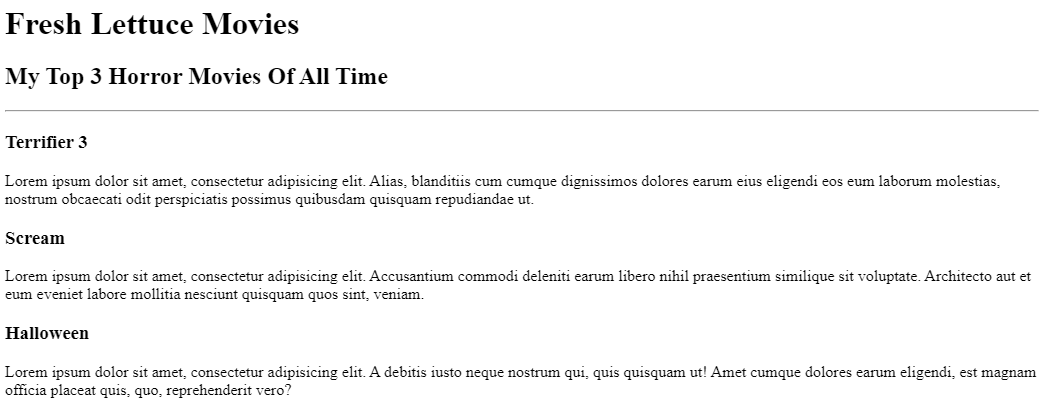 Fresh Lettuce Movies
My Top 3 Horror Movies Of All Time
Terrifier 3
Lorem ipsum dolor sit amet, consectetur adipisicing elit. Alias, blanditiis cum cumque dignissimos dolores earum eius eligendi eos eum laborum molestias,
nostrum obcaecati odit perspiciatis possimus quibusdam quisquam repudiandae ut.
Scream
Lorem ipsum dolor sit amet, consectetur adipisicing elit. Accusantium commodi deleniti earum libero nihil praesentium similique sit voluptate. Architecto aut et
eum eveniet labore mollitia nesciunt quisquam quos sint, veniam.
Halloween
Lorem ipsum dolor sit amet, consectetur adipisicing elit. A debitis iusto neque nostrum qui, quis quisquam ut! Amet cumque dolores earum eligendi, est magnam
officia placeat quis, quo, reprehenderit vero?